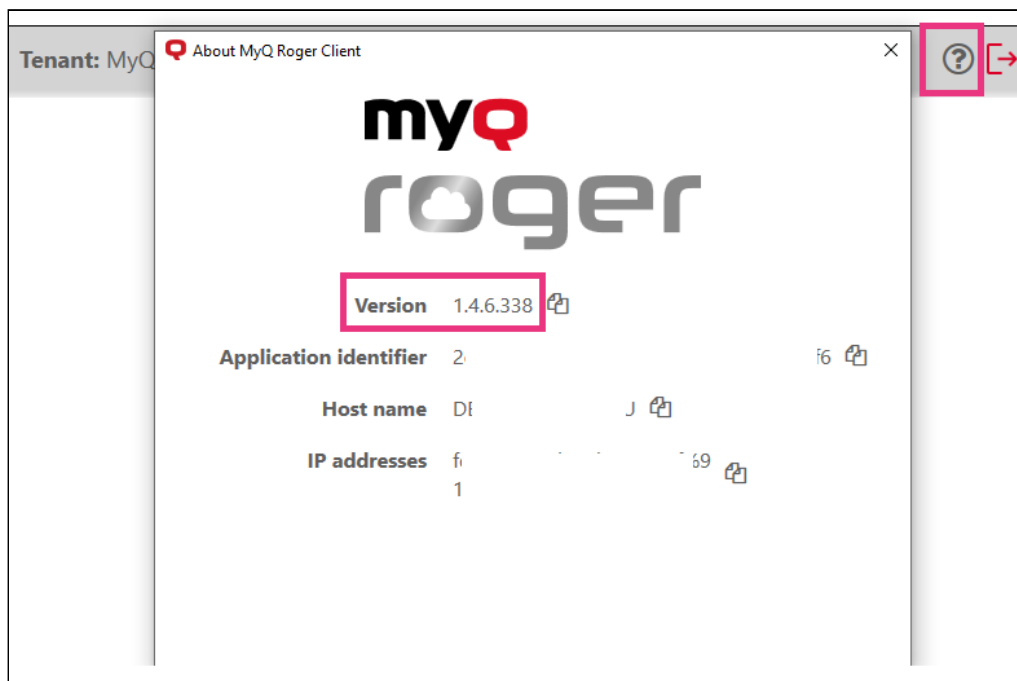 Tenant: MyQ
About MyQ Roger Client
myQ
roger
Version 1.4.6.338
Application identifier
Host name
IP addresses